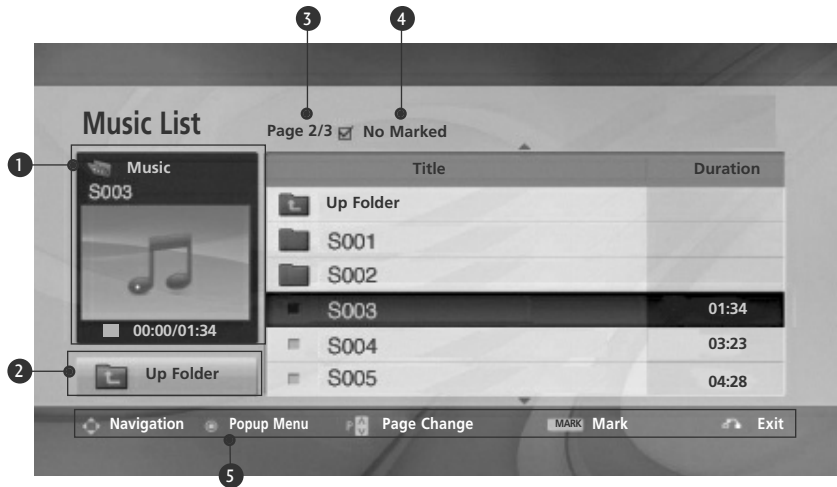 3 4
Music List
Page 2/3 No Marked
1
Music
S003
00:00/01:34
2
Up Folder
Title Duration
Up Folder
S001
S002
S003 01:34
S004 03:23
S005 04:28
Navigation Popup Menu P Page Change MARK Mark Exit
5